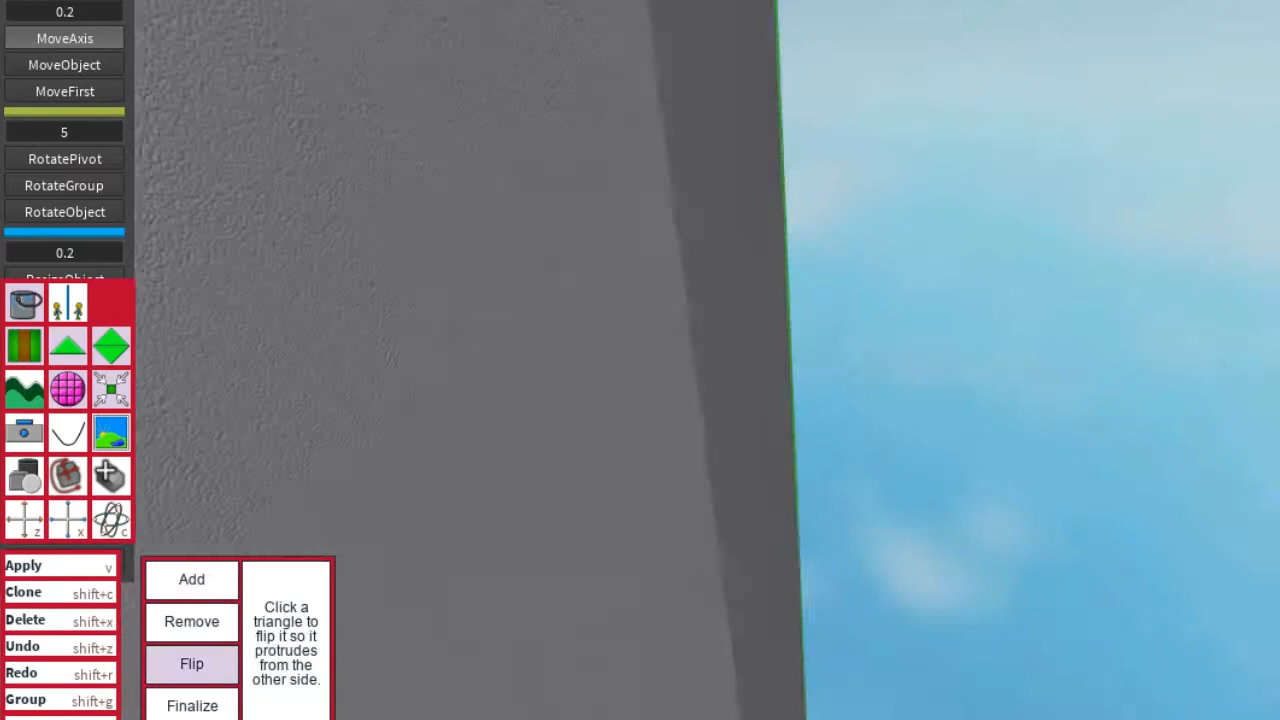 0.2
MoveAxis
MoveObject
MoveFirst
5
RotatePivot
RotateGroup
RotateObject
0.2
ResizeObject
z
x
c
Apply v
Clone shift+c
Delete shift+x
Undo shift+z
Redo shift+r
Group shift+g
Add
Remove
Flip
Finalize
Click a
triangle to
flip it so it
protrudes
from the
other side.